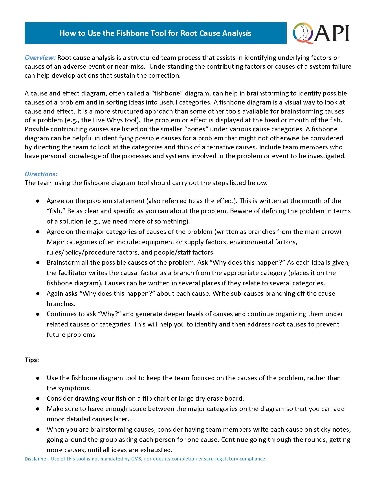 How to Use the Fishbone Tool for Root Cause Analysis
QAPI
Overview: Root cause analysis is a structured team process that assists in identifying underlying factors or
causes of an adverse event or near-miss. Understanding the contributing factors or causes of a system failure
can help develop actions that sustain the correction.
A cause and effect diagram, often called a "fishbone" diagram, can help in brainstorming to identify possible
causes of a problem and in sorting ideas into useful categories. A fishbone diagram is a visual way to look at
cause and effect. It is a more structured approach than some other tools available for brainstorming causes
of a problem (e.g., the Five Whys tool). The problem or effect is displayed at the head or mouth of the fish.
Possible contributing causes are listed on the smaller "bones" under various cause categories. A fishbone
diagram can be helpful in identifying possible causes for a problem that might not otherwise be considered
by directing the team to look at the categories and think of alternative causes. Include team members who
have personal knowledge of the processes and systems involved in the problem or event to be investigated.
Directions:
The team using the fishbone diagram tool should carry out the steps listed below.
● Agree on the problem statement (also referred to as the effect). This is written at the mouth of the
"fish." Be as clear and specific as you can about the problem. Beware of defining the problem in terms
of a solution (e.g., we need more of something).
● Agree on the major categories of causes of the problem (written as branches from the main arrow).
Major categories often include: equipment or supply factors, environmental factors,
rules/policy/procedure factors, and people/staff factors.
● Brainstorm all the possible causes of the problem. Ask "Why does this happen?" As each idea is given,
the facilitator writes the causal factor as a branch from the appropriate category (places it on the
fishbone diagram). Causes can be written in several places if they relate to several categories.
● Again asks "Why does this happen?" about each cause. Write sub-causes branching off the cause
branches.
● Continues to ask "Why?" and generate deeper levels of causes and continue organizing them under
related causes or categories. This will help you to identify and then address root causes to prevent
future problems.
Tips:
● Use the fishbone diagram tool to keep the team focused on the causes of the problem, rather than
the symptoms.
● Consider drawing your fish on a flip chart or large dry erase board.
● Make sure to leave enough space between the major categories on the diagram so that you can add
minor detailed causes later.
● When you are brainstorming causes, consider having team members write each cause on sticky notes,
going around the group asking each person for one cause. Continue going through the rounds, getting
more causes, until all ideas are exhausted.
Disclaimer: Use of this tool is not mandated by CMS, nor does its completion ensure regulatory compliance.